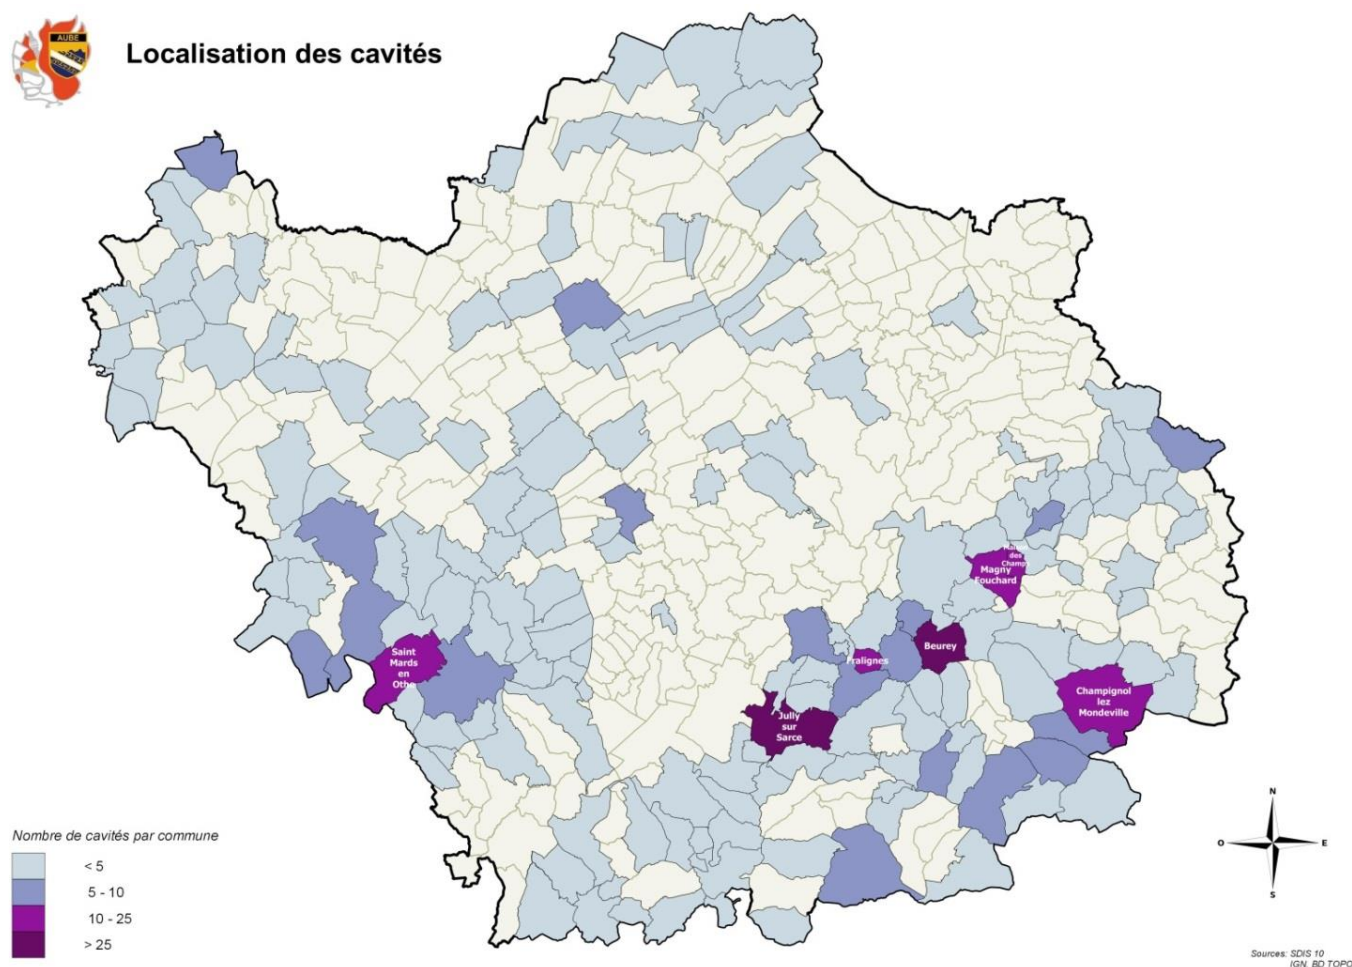 AUBE
Localisation des cavités
des
Champ
Magny
Fouchard
Beurey
Fralignes
Saint
Mards
en
Othe
Champignol
lez
Mondeville
Jully
sur
Sarce
Nombre de cavités par commune
< 5
5 - 10
10 - 25
> 25
N
O
E
S
Sources: SDIS 10
IGN, BD TOPO